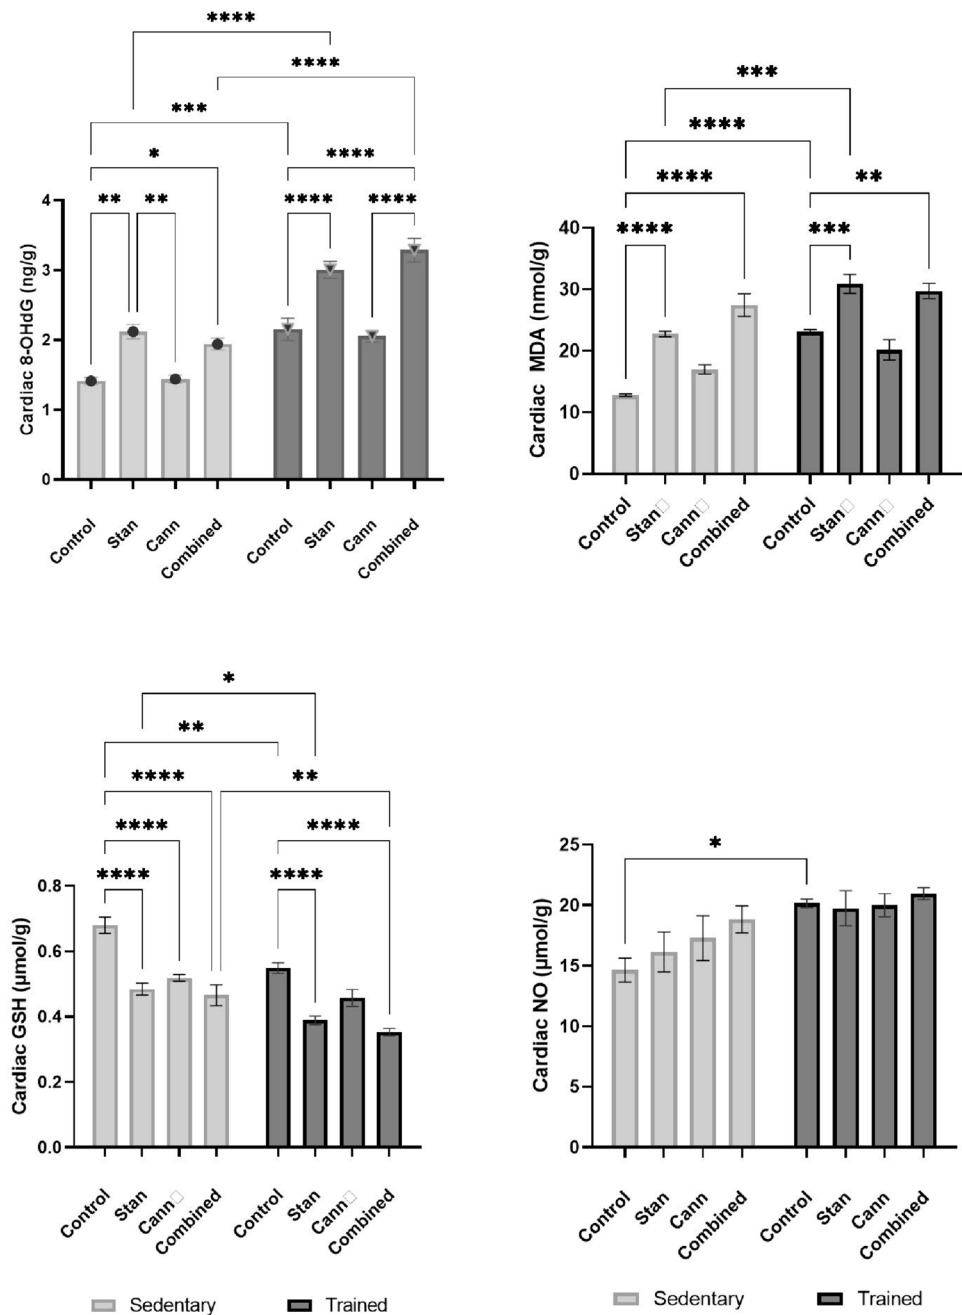 ****
****
***
*
****
**
**
****
****
4
3
2
1
0
Cardiac 8-OHdG (ng/g)
Control
Stan
Cann
Combined
Control
Stan
Cann
Combined
***
****
****
**
****
***
40
30
20
10
0
Cardiac MDA (nmol/g)
Control
Stan
Cann
Combined
Control
Stan
Cann
Combined
*
**
****
**
****
****
****
****
0.8
0.6
0.4
0.2
0.0
Cardiac GSH (µmol/g)
Control
Stan
Cann
Combined
Control
Stan
Cann
Combined
*
25
20
15
10
5
0
Cardiac NO (µmol/g)
Control
Stan
Cann
Combined
Control
Stan
Cann
Combined
Sedentary Trained
Sedentary Trained